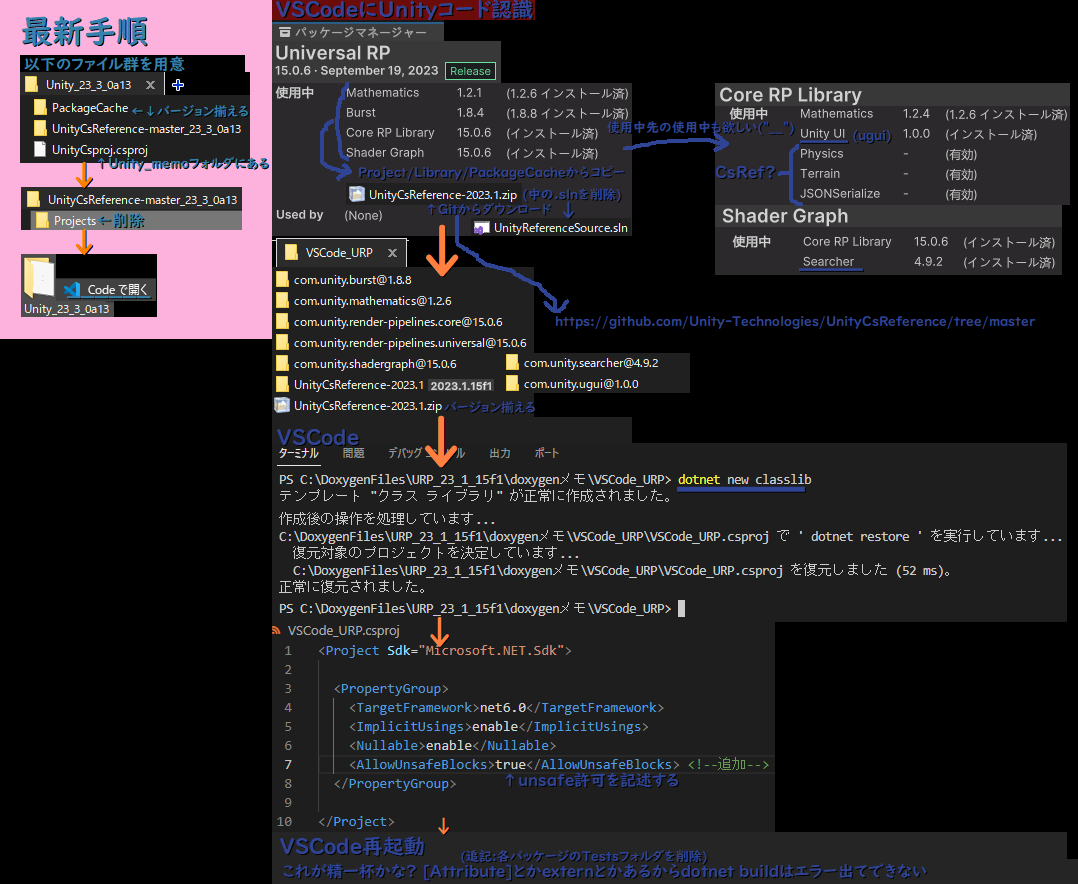 最新手順
以下のファイル群を用意
Unity_23_3_0a13
PackageCache ←↓バージョン揃える
UnityCsReference-master_23_3_0a13
UnityCsproj.csproj
↑Unity_memoフォルダにある
UnityCsReference-master_23_3_0a13
Projects ←削除
Code で開く
Unity_23_3_0a13
VSCodeにUnityコード認識
パッケージマネージャー
Universal RP
15.0.6 · September 19, 2023 Release
使用中 Mathematics 1.2.1 (1.2.6 インストール済)
Burst 1.8.4 (1.8.8 インストール済)
Core RP Library 15.0.6 (インストール済)
Shader Graph 15.0.6 (インストール済)
使用中先の使用中も欲しい("__")
Project/Library/PackageCacheからコピー
UnityCsReference-2023.1.zip (中の.slnを削除)
↑Gitからダウンロード
Used by (None)
UnityReferenceSource.sln
Core RP Library
使用中 Mathematics 1.2.4 (1.2.6 インストール済)
Unity UI (ugui) 1.0.0 (インストール済)
Physics - (有効)
CsRef?
Terrain - (有効)
JSONSerialize - (有効)
Shader Graph
使用中 Core RP Library 15.0.6 (インストール済)
Searcher 4.9.2 (インストール済)
VSCode_URP
com.unity.burst@1.8.8
com.unity.mathematics@1.2.6
com.unity.render-pipelines.core@15.0.6
https://github.com/Unity-Technologies/UnityCsReference/tree/master
com.unity.render-pipelines.universal@15.0.6
com.unity.shadergraph@15.0.6
com.unity.searcher@4.9.2
UnityCsReference-2023.1 2023.1.15f1
com.unity.ugui@1.0.0
UnityCsReference-2023.1.zip バージョン揃える
VSCode
ターミナル 問題 デバッグ コンソール 出力 ポート
PS C:\DoxygenFiles\URP_23_1_15f1\doxygenメモ\VSCode_URP> dotnet new classlib
テンプレート "クラス ライブラリ" が正常に作成されました。
作成後の操作を処理しています...
C:\DoxygenFiles\URP_23_1_15f1\doxygenメモ\VSCode_URP\VSCode_URP.csproj で ' dotnet restore ' を実行しています...
復元対象のプロジェクトを決定しています...
C:\DoxygenFiles\URP_23_1_15f1\doxygenメモ\VSCode_URP\VSCode_URP.csproj を復元しました (52 ms)。
正常に復元されました。
PS C:\DoxygenFiles\URP_23_1_15f1\doxygenメモ\VSCode_URP>
VSCode_URP.csproj
1 <Project Sdk="Microsoft.NET.Sdk">
2
3 <PropertyGroup>
4 <TargetFramework>net6.0</TargetFramework>
5 <ImplicitUsings>enable</ImplicitUsings>
6 <Nullable>enable</Nullable>
7 <AllowUnsafeBlocks>true</AllowUnsafeBlocks> <!--追加-->
8 </PropertyGroup>
↑unsafe許可を記述する
9
10 </Project>
VSCode再起動
(追記:各パッケージのTestsフォルダを削除)
これが精一杯かな? [Attribute]とかexternとかあるからdotnet buildはエラー出てできない